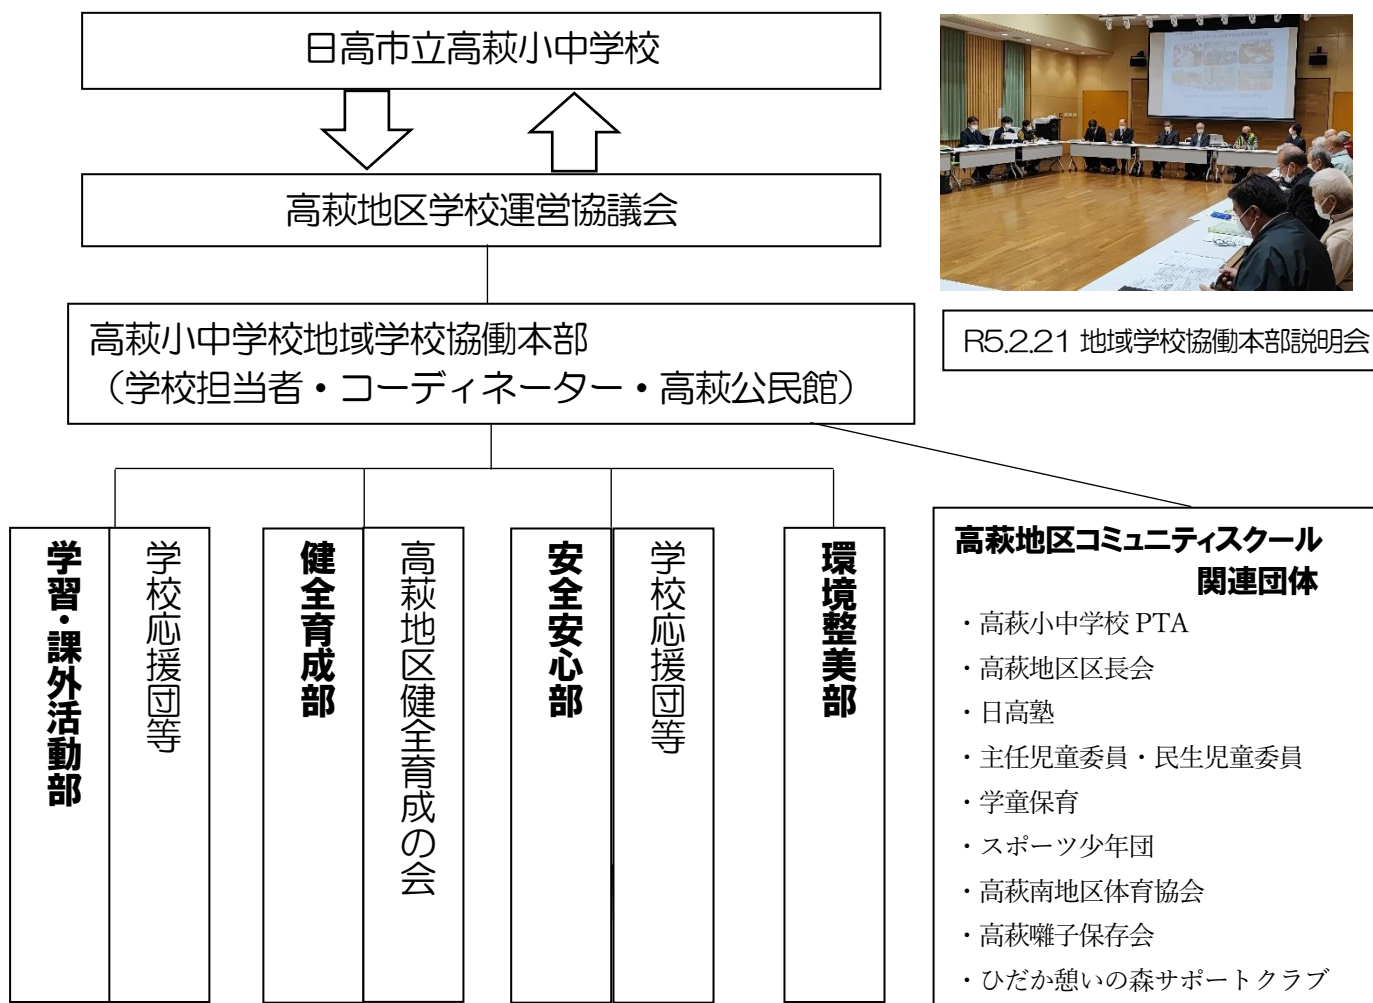 日高市立高萩小中学校
高萩地区学校運営協議会
R5.2.21 地域学校協働本部説明会
高萩小中学校地域学校協働本部
（学校担当者・コーディネーター・高萩公民館）
学習・課外活動部
学校応援団等
健全育成部
高萩地区健全育成の会
安全安心部
学校応援団等
環境整美部
高萩地区コミュニティスクール
関連団体
・高萩小中学校 PTA
・高萩地区区長会
・日高塾
・主任児童委員・民生児童委員
・学童保育
・スポーツ少年団
・高萩南地区体育協会
・高萩囃子保存会
・ひだか憩いの森サポートクラブ